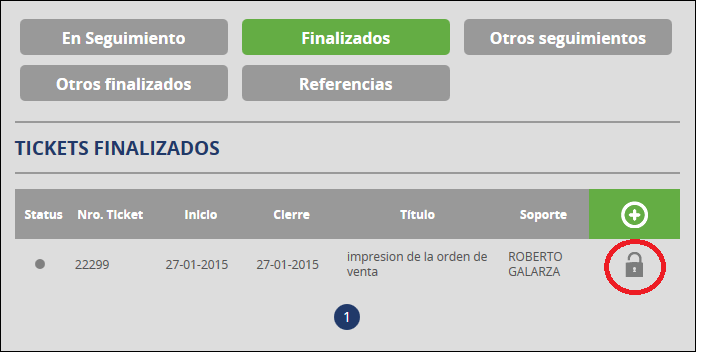 En Seguimiento
Finalizados
Otros seguimientos
Otros finalizados
Referencias
TICKETS FINALIZADOS
Status Nro. Ticket Inicio Cierre Título Soporte
22299 27-01-2015 27-01-2015 impresion de la orden de ROBERTO
venta GALARZA
1